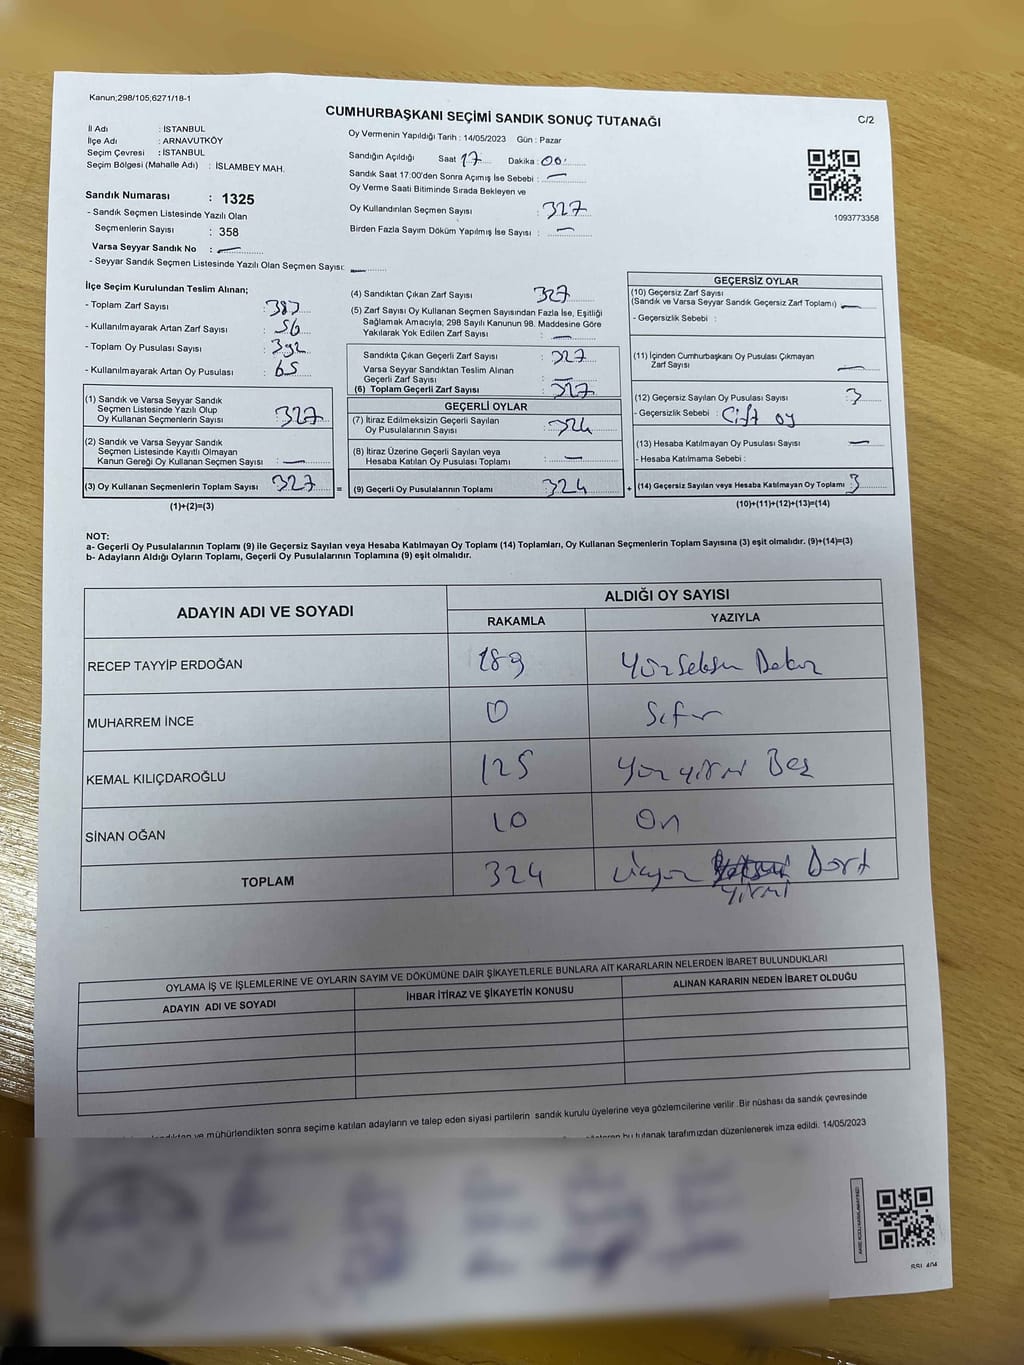 Kanun;298/105;6271/18-1
CUMHURBAŞKANI SEÇİMİ SANDIK SONUÇ TUTANAĞI
C/2
İl Adı : İSTANBUL
İlçe Adı : ARNAVUTKÖY
Seçim Çevresi : İSTANBUL
Seçim Bölgesi (Mahalle Adı) : İSLAMBEY MAH.
Sandık Numarası : 1325
- Sandık Seçmen Listesinde Yazılı Olan
Seçmenlerin Sayısı : 358
Varsa Seyyar Sandık No : —
- Seyyar Sandık Seçmen Listesinde Yazılı Olan Seçmen Sayısı: —
Oy Vermenin Yapıldığı Tarih : 14/05/2023 Gün : Pazar
Sandığın Açıldığı Saat 17 Dakika : 00
Sandık Saat 17:00'den Sonra Açımış İse Sebebi : —
Oy Verme Saati Bitiminde Sırada Bekleyen ve
Oy Kullandırılan Seçmen Sayısı : 327
Birden Fazla Sayım Döküm Yapılmış İse Sayısı : —
1093773358
İlçe Seçim Kurulundan Teslim Alınan;
- Toplam Zarf Sayısı : 383
- Kullanılmayarak Artan Zarf Sayısı : 56
- Toplam Oy Pusulası Sayısı : 392
- Kullanılmayarak Artan Oy Pusulası : 65
(1) Sandık ve Varsa Seyyar Sandık
Seçmen Listesinde Yazılı Olup
Oy Kullanan Seçmenlerin Sayısı : 327
(2) Sandık ve Varsa Seyyar Sandık
Seçmen Listesinde Kayıtlı Olmayan
Kanun Gereği Oy Kullanan Seçmen Sayısı : —
(3) Oy Kullanan Seçmenlerin Toplam Sayısı : 327
=
(1)+(2)=(3)
(4) Sandıktan Çıkan Zarf Sayısı : 327
(5) Zarf Sayısı Oy Kullanan Seçmen Sayısından Fazla İse, Eşitliği
Sağlamak Amacıyla; 298 Sayılı Kanunun 98. Maddesine Göre
Yakılarak Yok Edilen Zarf Sayısı : —
Sandıkta Çıkan Geçerli Zarf Sayısı : 327
Varsa Seyyar Sandıktan Teslim Alınan
Geçerli Zarf Sayısı : —
(6) Toplam Geçerli Zarf Sayısı : 327
GEÇERLİ OYLAR
(7) İtiraz Edilmeksizin Geçerli Sayılan
Oy Pusulalarının Sayısı : 324
(8) İtiraz Üzerine Geçerli Sayılan veya
Hesaba Katılan Oy Pusulası Toplamı : —
(9) Geçerli Oy Pusulalarının Toplamı : 324
+
GEÇERSİZ OYLAR
(10) Geçersiz Zarf Sayısı
(Sandık ve Varsa Seyyar Sandık Geçersiz Zarf Toplamı) : —
- Geçersizlik Sebebi :
(11) İçinden Cumhurbaşkanı Oy Pusulası Çıkmayan
Zarf Sayısı : —
(12) Geçersiz Sayılan Oy Pusulası Sayısı : 3
- Geçersizlik Sebebi : Çift oy
(13) Hesaba Katılmayan Oy Pusulası Sayısı : —
- Hesaba Katılmama Sebebi :
(14) Geçersiz Sayılan veya Hesaba Katılmayan Oy Toplamı : 3
(10)+(11)+(12)+(13)=(14)
NOT:
a- Geçerli Oy Pusulalarının Toplamı (9) ile Geçersiz Sayılan veya Hesaba Katılmayan Oy Toplamı (14) Toplamları, Oy Kullanan Seçmenlerin Toplam Sayısına (3) eşit olmalıdır. (9)+(14)=(3)
b- Adayların Aldığı Oyların Toplamı, Geçerli Oy Pusulalarının Toplamına (9) eşit olmalıdır.
ADAYIN ADI VE SOYADI
ALDIĞI OY SAYISI
RAKAMLA YAZIYLA
RECEP TAYYİP ERDOĞAN 189 Yüz Seksen Dokuz
MUHARREM İNCE 0 Sıfır
KEMAL KILIÇDAROĞLU 125 Yüz yirmi Beş
SİNAN OĞAN 10 On
TOPLAM 324 üçyüz Dört
yirmi
OYLAMA İŞ VE İŞLEMLERİNE VE OYLARIN SAYIM VE DÖKÜMÜNE DAİR ŞİKAYETLERLE BUNLARA AİT KARARLARIN NELERDEN İBARET BULUNDUKLARI
ADAYIN ADI VE SOYADI İHBAR İTİRAZ VE ŞİKAYETİN KONUSU ALINAN KARARIN NEDEN İBARET OLDUĞU
ve mühürlendikten sonra seçime katılan adayların ve talep eden siyasi partilerin sandık kurulu üyelerine veya gözlemcilerine verilir. Bir nüshası da sandık çevresinde
bu tutanak tarafımızdan düzenlenerek imza edildi. 14/05/2023